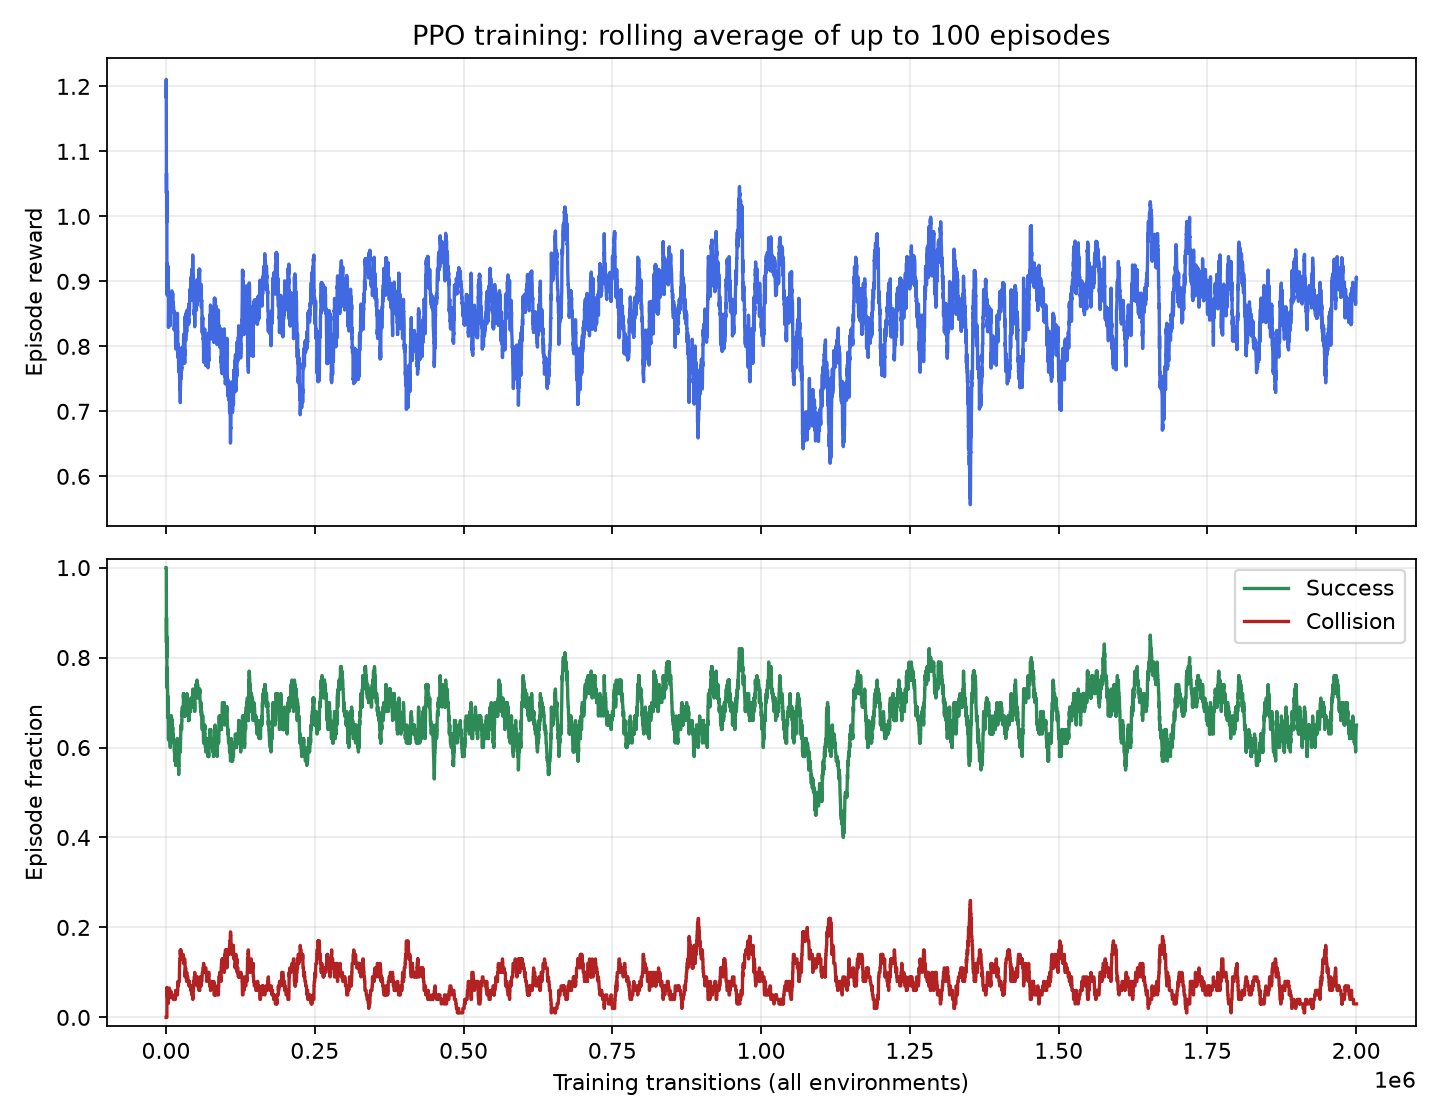 PPO training: rolling average of up to 100 episodes
1.2
1.1
1.0
0.9
0.8
0.7
0.6
Episode reward
1.0
0.8
0.6
0.4
0.2
0.0
Episode fraction
Success
Collision
0.00 0.25 0.50 0.75 1.00 1.25 1.50 1.75 2.00
1e6
Training transitions (all environments)